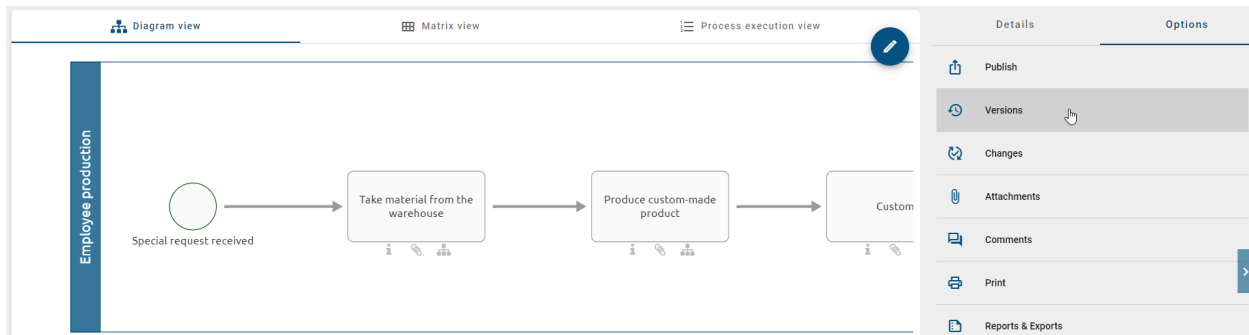 Diagram view
Matrix view
Process execution view
Details
Options
Employee production
Special request received
Take material from the
warehouse
Produce custom-made
product
Custom
Publish
Versions
Changes
Attachments
Comments
Print
Reports & Exports